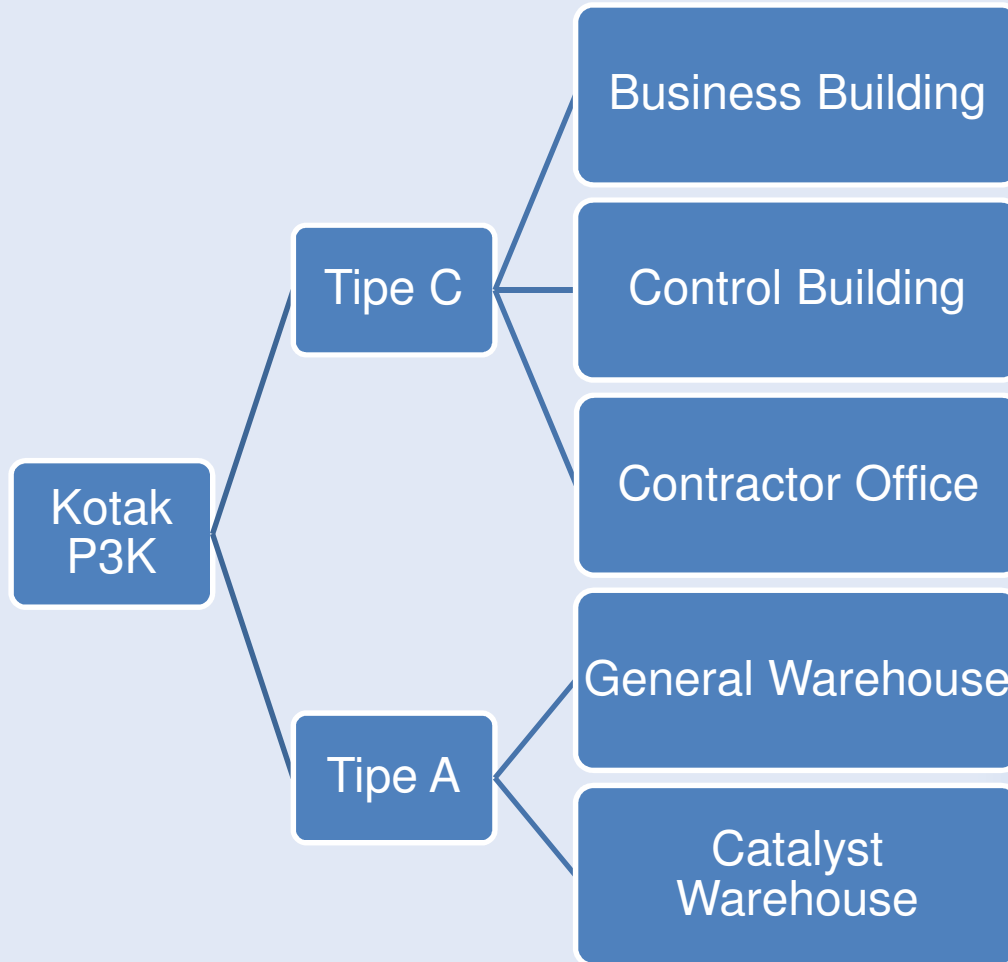 Business Building
Tipe C
Control Building
Contractor Office
Kotak
P3K
General Warehouse
Tipe A
Catalyst
Warehouse